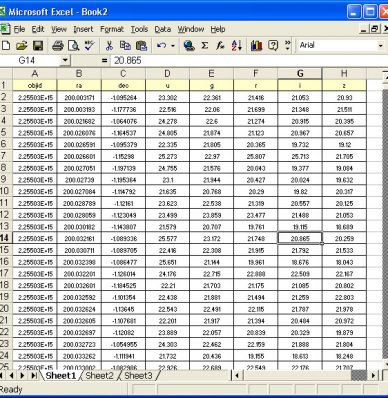 Microsoft Excel - Book2
File Edit View Insert Format Tools Data Window Help
Arial
G14 = 20.865
A B C D E F G H
1 objid ra dec u g r i z
2 2.25503E+15 200.003171 -1.095264 23.302 22.361 21.416 21.053 20.93
3 2.25503E+15 200.003193 -1.177736 22.516 22.06 21.699 21.348 21.511
4 2.25503E+15 200.021682 -1.064076 24.278 22.6 21.274 20.915 20.395
5 2.25503E+15 200.026076 -1.164537 24.805 21.874 21.123 20.967 20.657
6 2.25503E+15 200.026591 -1.095379 22.335 21.805 20.365 19.732 19.12
7 2.25503E+15 200.026601 -1.15298 25.273 22.97 25.807 25.713 21.705
8 2.25503E+15 200.027051 -1.197139 24.755 21.576 20.043 19.377 19.084
9 2.25503E+15 -1.195364 23.1 21.944 20.427 20.024 19.632
10 2.25503E+15 200.027084 -1.114792 21.635 20.768 20.29 19.82 20.317
11 2.25503E+15 200.028789 -1.12161 23.623 22.538 21.319 20.557 20.125
12 2.25503E+15 200.028059 -1.123049 23.499 23.859 23.477 21.488 21.053
13 2.25503E+15 200.030182 -1.143807 21.579 20.707 19.761 19.115 18.689
14 2.25503E+15 200.032161 -1.089336 25.577 23.172 21.748 20.865 20.259
15 2.25503E+15 200.030711 -1.089705 22.416 22.308 21.915 21.792 21.533
16 2.25503E+15 200.032398 -1.086477 25.651 21.144 19.961 18.676 18.043
17 2.25503E+15 200.032201 -1.126014 24.176 22.715 22.888 22.509 22.167
18 2.25503E+15 200.032601 -1.184525 22.21 21.703 21.175 21.085 20.802
19 2.25503E+15 200.032592 -1.101354 22.438 21.881 21.494 21.259 22.803
20 2.25503E+15 200.032624 -1.13645 22.543 22.491 22.115 21.787 21.978
21 2.25503E+15 200.032605 -1.107681 22.201 21.917 21.394 20.484 20.972
22 2.25503E+15 200.032697 -1.12082 23.889 22.057 20.839 20.329 19.879
23 2.25503E+15 200.032723 -1.054955 24.303 22.462 22.159 21.888 21.804
24 2.25503E+15 200.033262 -1.111941 21.732 20.436 19.155 18.613 18.248
25 2.25503E+15 22.926 22.689 22.549 22.176 21.707
Sheet1 Sheet2 Sheet3
Ready